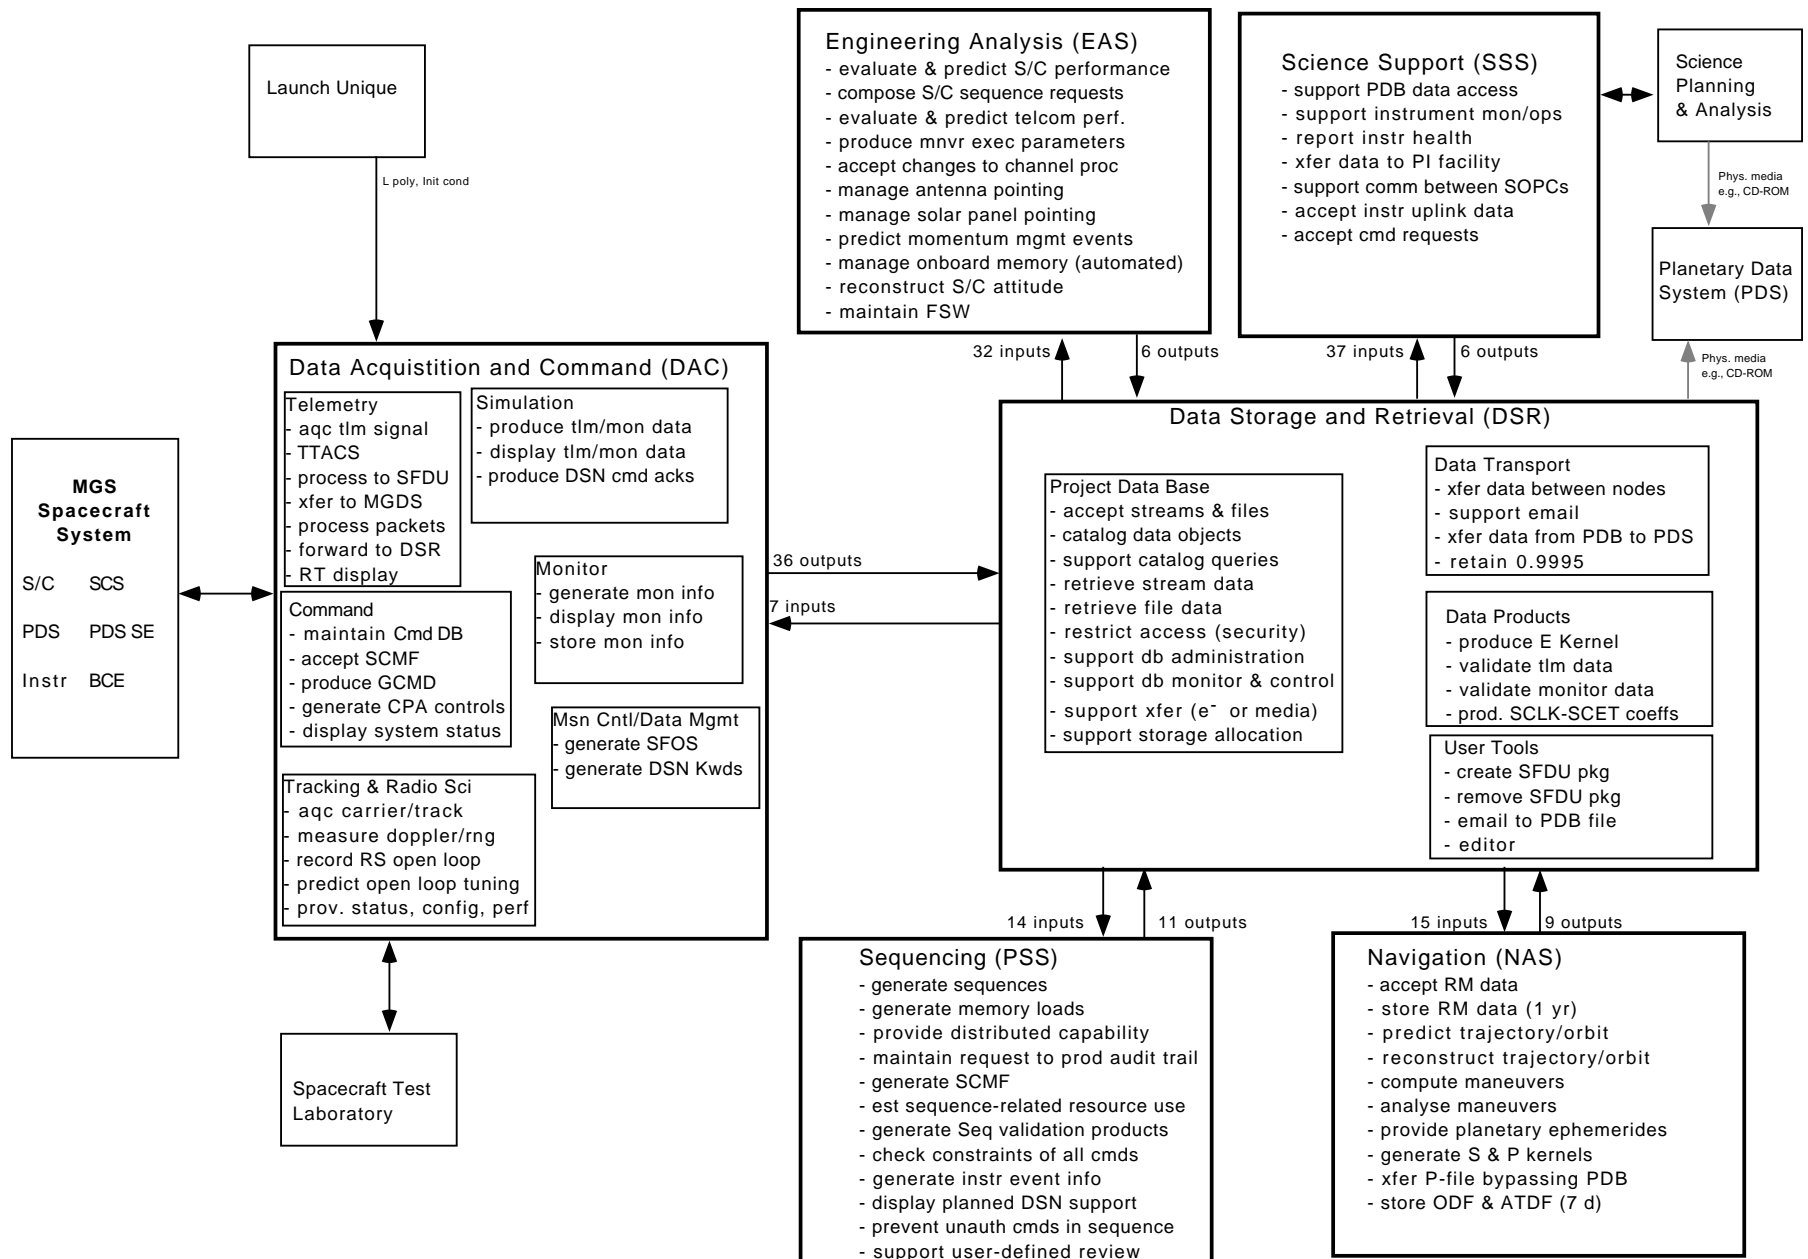 Launch Unique
L poly, Init cond
Engineering Analysis (EAS)
- evaluate & predict S/C performance
- compose S/C sequence requests
- evaluate & predict telcom perf.
- produce mnvr exec parameters
- accept changes to channel proc
- manage antenna pointing
- manage solar panel pointing
- predict momentum mgmt events
- manage onboard memory (automated)
- reconstruct S/C attitude
- maintain FSW
Science Support (SSS)
- support PDB data access
- support instrument mon/ops
- report instr health
- xfer data to PI facility
- support comm between SOPCs
- accept instr uplink data
- accept cmd requests
Science
Planning
& Analysis
Phys. media
e.g., CD-ROM
Planetary Data
System (PDS)
Phys. media
e.g., CD-ROM
32 inputs
6 outputs
37 inputs
6 outputs
MGS
Spacecraft
System
S/C SCS
PDS PDS SE
Instr BCE
Data Acquistition and Command (DAC)
Telemetry
- aqc tlm signal
- TTACS
- process to SFDU
- xfer to MGDS
- process packets
- forward to DSR
- RT display
Simulation
- produce tlm/mon data
- display tlm/mon data
- produce DSN cmd acks
Monitor
- generate mon info
- display mon info
- store mon info
Command
- maintain Cmd DB
- accept SCMF
- produce GCMD
- generate CPA controls
- display system status
Msn Cntl/Data Mgmt
- generate SFOS
- generate DSN Kwds
Tracking & Radio Sci
- aqc carrier/track
- measure doppler/rng
- record RS open loop
- predict open loop tuning
- prov. status, config, perf
36 outputs
7 inputs
Data Storage and Retrieval (DSR)
Project Data Base
- accept streams & files
- catalog data objects
- support catalog queries
- retrieve stream data
- retrieve file data
- restrict access (security)
- support db administration
- support db monitor & control
- support xfer (e- or media)
- support storage allocation
Data Transport
- xfer data between nodes
- support email
- xfer data from PDB to PDS
- retain 0.9995
Data Products
- produce E Kernel
- validate tlm data
- validate monitor data
- prod. SCLK-SCET coeffs
User Tools
- create SFDU pkg
- remove SFDU pkg
- email to PDB file
- editor
14 inputs
11 outputs
15 inputs
9 outputs
Spacecraft Test
Laboratory
Sequencing (PSS)
- generate sequences
- generate memory loads
- provide distributed capability
- maintain request to prod audit trail
- generate SCMF
- est sequence-related resource use
- generate Seq validation products
- check constraints of all cmds
- generate instr event info
- display planned DSN support
- prevent unauth cmds in sequence
- support user-defined review
Navigation (NAS)
- accept RM data
- store RM data (1 yr)
- predict trajectory/orbit
- reconstruct trajectory/orbit
- compute maneuvers
- analyse maneuvers
- provide planetary ephemerides
- generate S & P kernels
- xfer P-file bypassing PDB
- store ODF & ATDF (7 d)